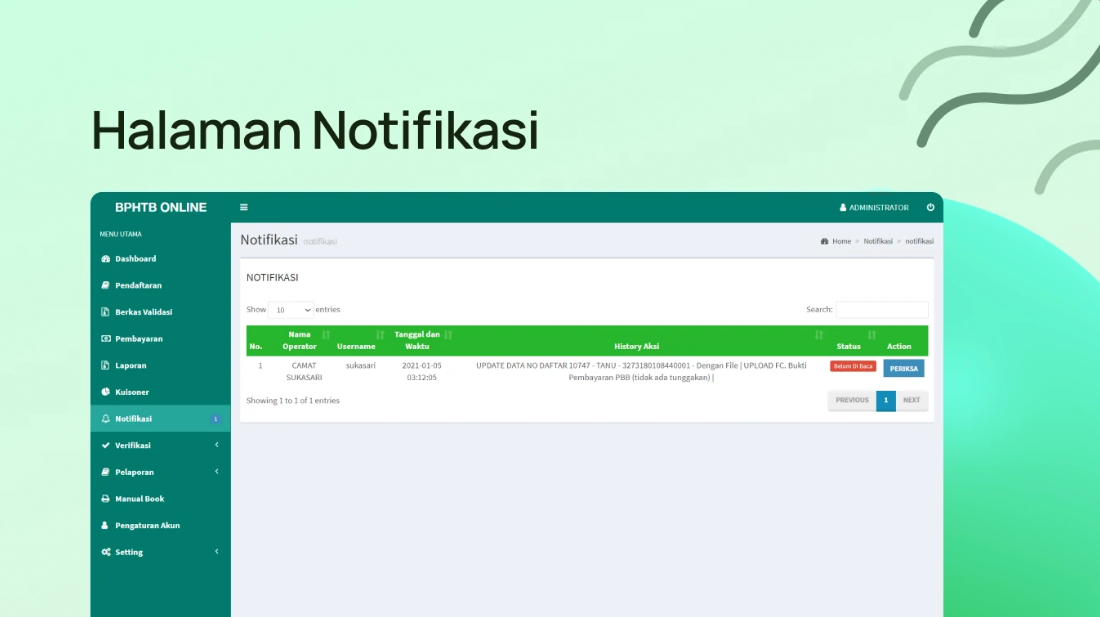 Halaman Notifikasi
BPHTB ONLINE
ADMINISTRATOR
MENU UTAMA
Dashboard
Pendaftaran
Berkas Validasi
Pembayaran
Laporan
Kuisoner
Notifikasi 1
Verifikasi
Pelaporan
Manual Book
Pengaturan Akun
Setting
Notifikasi notifikasi
Home > Notifikasi > notifikasi
NOTIFIKASI
Show 10 entries
Search:
No. Nama Operator Username Tanggal dan Waktu History Aksi Status Action
1 CAMAT SUKASARI sukasari 2021-01-05 03:12:05 UPDATE DATA NO DAFTAR 10747 - TANU - 3273180108440001 - Dengan File | UPLOAD FC. Bukti Pembayaran PBB (tidak ada tunggakan) | Belum Di Baca PERIKSA
Showing 1 to 1 of 1 entries
PREVIOUS 1 NEXT